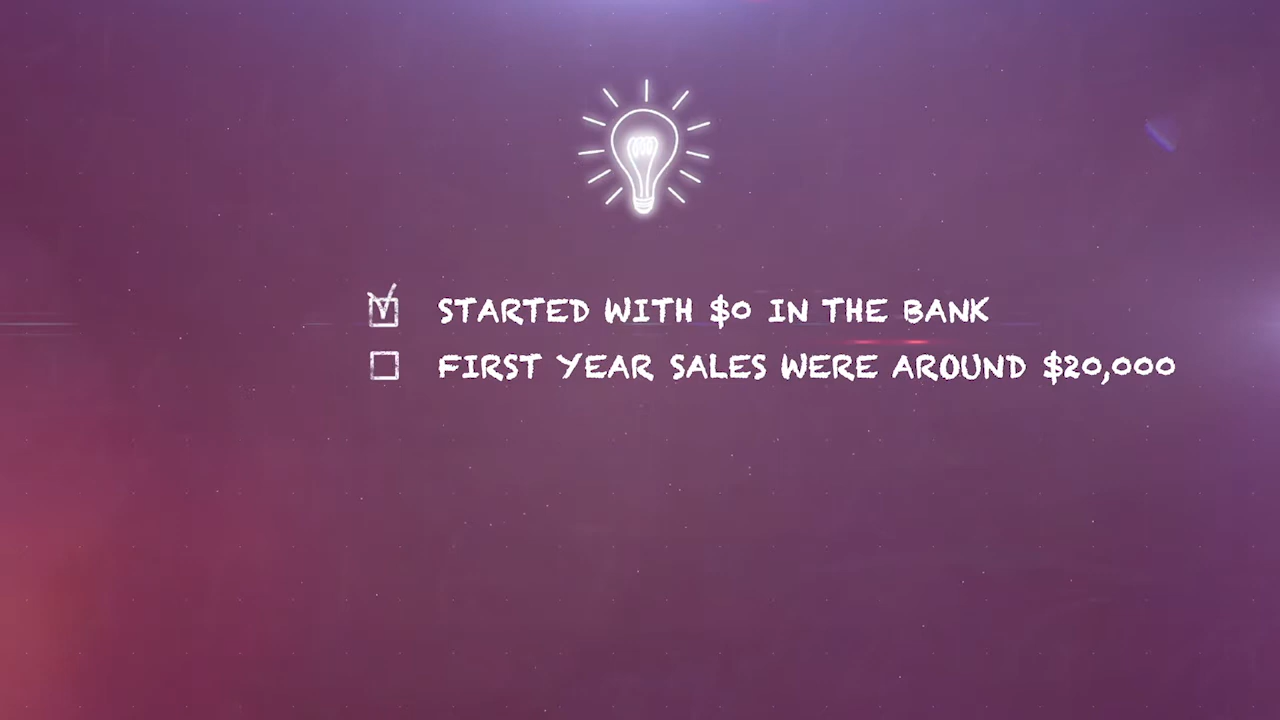 STARTED WITH $0 IN THE BANK
FIRST YEAR SALES WERE AROUND $20,000